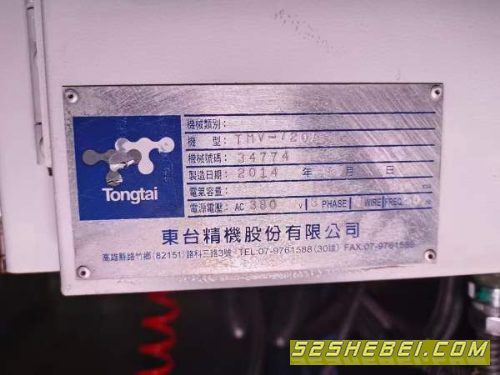 Tongtai
機械類別:
機 型: TMV-720A
機械號碼: 34774
製造日期: 2014 年 月 日
電氣容量:
電源電壓: AC 380 V 3 PHASE WIRE FREQ.
東台精機股份有限公司
高雄縣路竹鄉(82151)路科三路3號 TEL:07-9761588(30線) FAX:07-9761589
52SHEBEI.COM